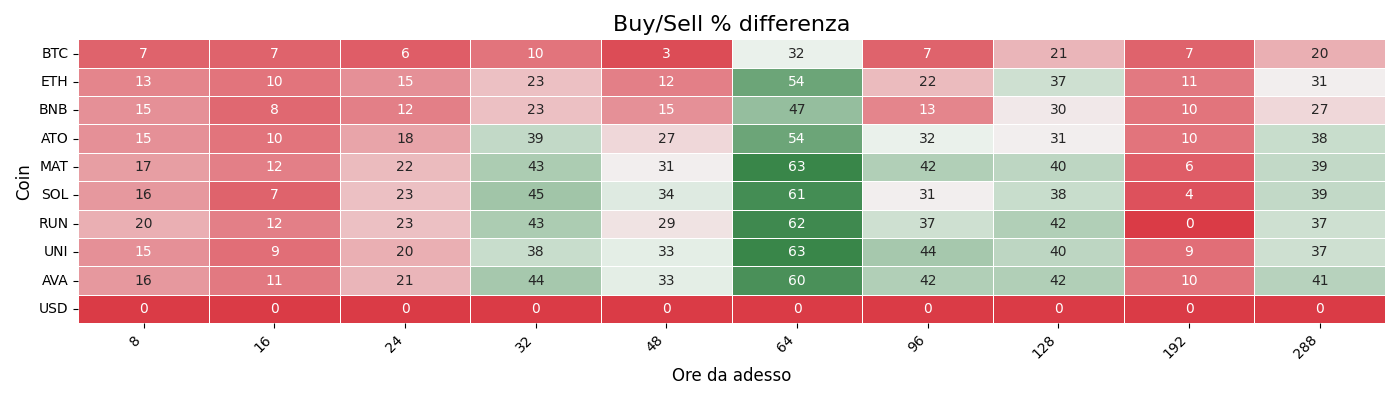 Buy/Sell % differenza
Coin
BTC 7 7 6 10 3 32 7 21 7 20
ETH 13 10 15 23 12 54 22 37 11 31
BNB 15 8 12 23 15 47 13 30 10 27
ATO 15 10 18 39 27 54 32 31 10 38
MAT 17 12 22 43 31 63 42 40 6 39
SOL 16 7 23 45 34 61 31 38 4 39
RUN 20 12 23 43 29 62 37 42 0 37
UNI 15 9 20 38 33 63 44 40 9 37
AVA 16 11 21 44 33 60 42 42 10 41
USD 0 0 0 0 0 0 0 0 0 0
8 16 24 32 48 64 96 128 192 288
Ore da adesso